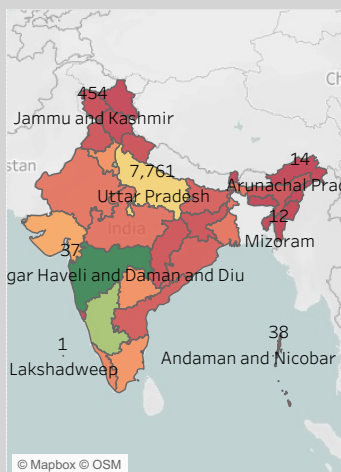 Ch
454
Jammu and Kashmir
stan
7,761
14
Uttar Pradesh
Arunachal Prad
India
12
37
Mizoram
gar Haveli and Daman and Diu
38
1
Andaman and Nicobar
Lakshadweep
© Mapbox © OSM